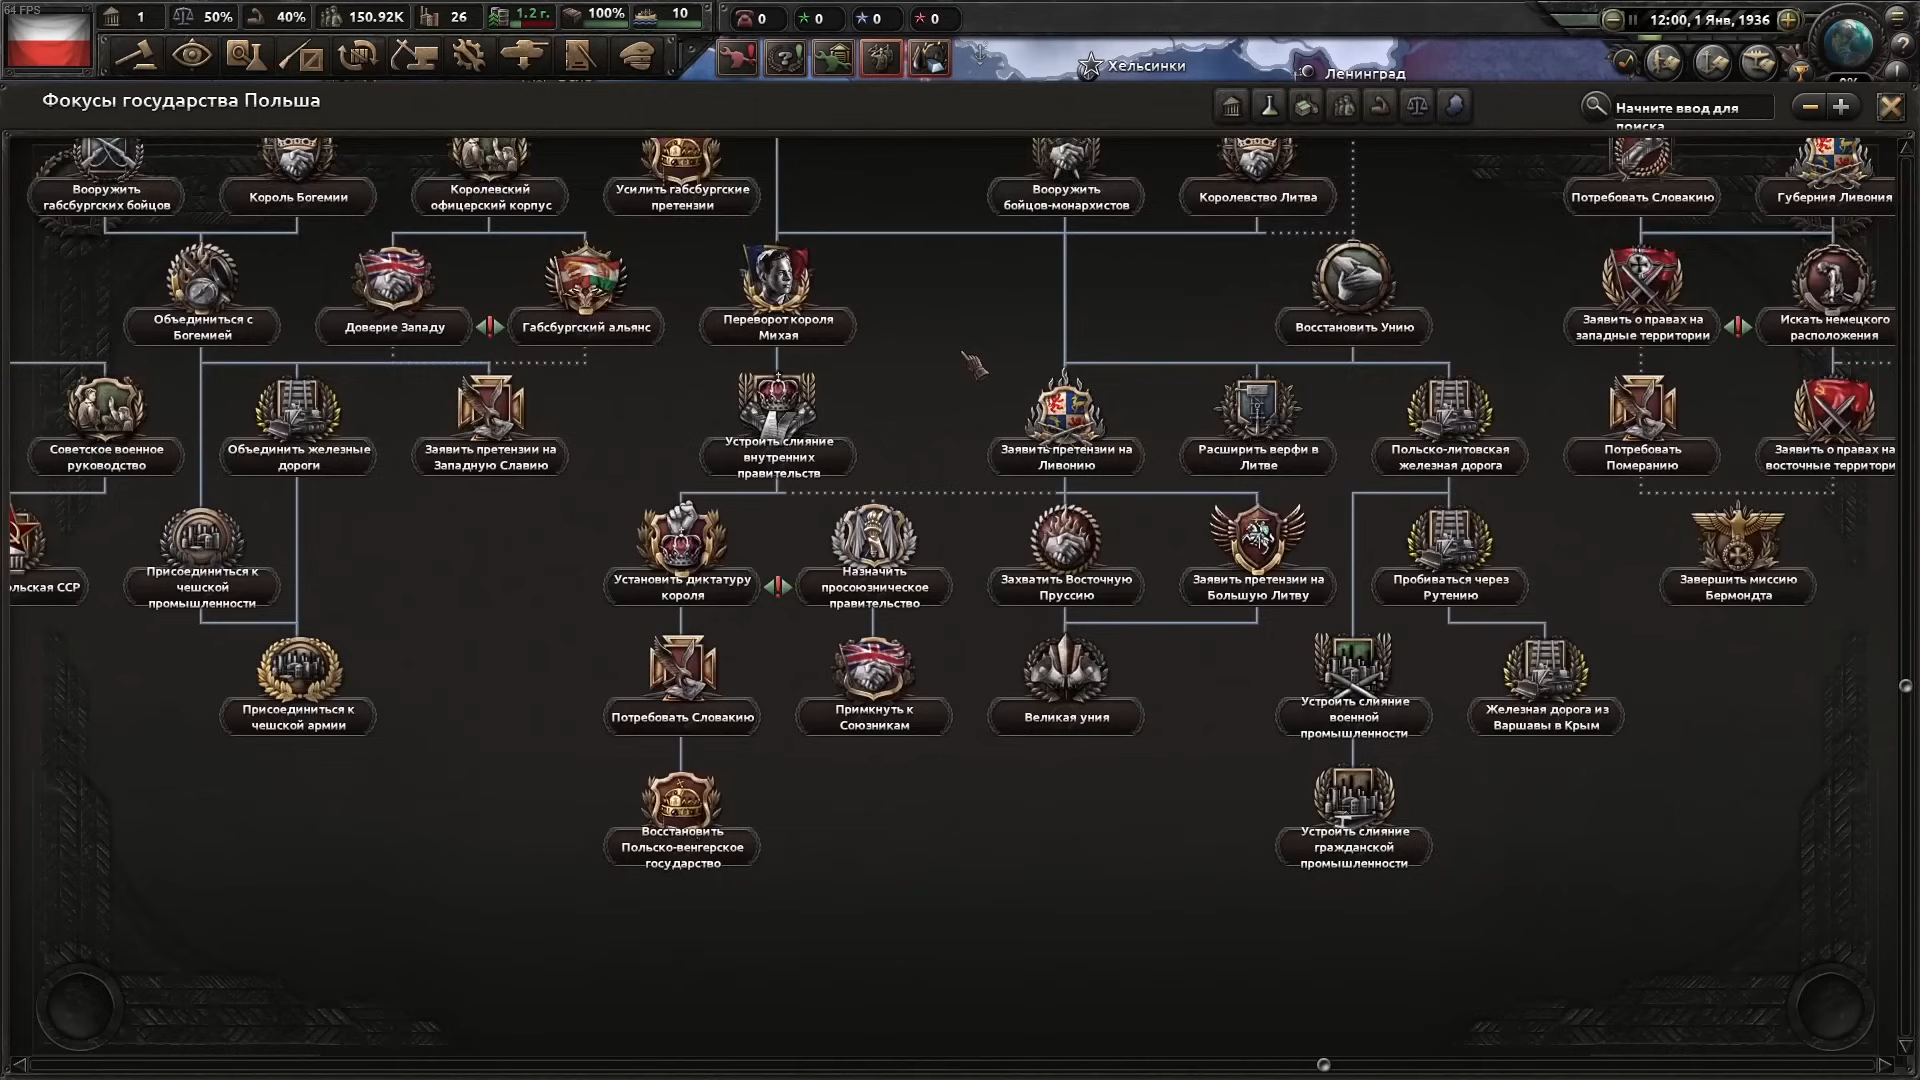 64 FPS
1
50%
40%
150.92K
26
1.2 г.
100%
10
0
0
0
0
12:00, 1 Янв, 1936
Хельсинки
Ленинград
Фокусы государства Польша
Начните ввод для
поиска
Вооружить
габсбургских бойцов
Король Богемии
Королевский
офицерский корпус
Усилить габсбургские
претензии
Вооружить
бойцов-монархистов
Королевство Литва
Потребовать Словакию
Губерния Ливония
Объединиться с
Богемией
Доверие Западу
Габсбургский альянс
Переворот короля
Михая
Восстановить Унию
Заявить о правах на
западные территории
Искать немецкого
расположения
Советское военное
руководство
Объединить железные
дороги
Заявить претензии на
Западную Славию
Устроить слияние
внутренних
правительств
Заявить претензии на
Ливонию
Расширить верфи в
Литве
Польско-литовская
железная дорога
Потребовать
Померанию
Заявить о правах на
восточные территори
ольская ССР
Присоединиться к
чешской
промышленности
Установить диктатуру
короля
Назначить
просоюзническое
правительство
Захватить Восточную
Пруссию
Заявить претензии на
Большую Литву
Пробиваться через
Рутению
Завершить миссию
Бермондта
Присоединиться к
чешской армии
Потребовать Словакию
Примкнуть к
Союзникам
Великая уния
Устроить слияние
военной
промышленности
Железная дорога из
Варшавы в Крым
Восстановить
Польско-венгерское
государство
Устроить слияние
гражданской
промышленности